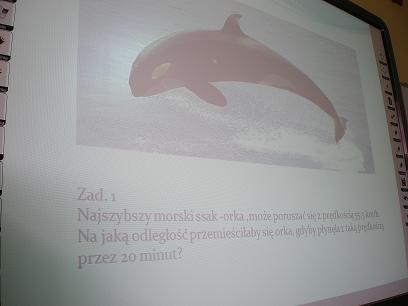 Zad. 1
Najszybszy morski ssak -orka ,może poruszać się z prędkością 55.5 km/h.
Na jaką odległość przemieściłaby się orka, gdyby płynęła z taką prędkością
przez 20 minut?